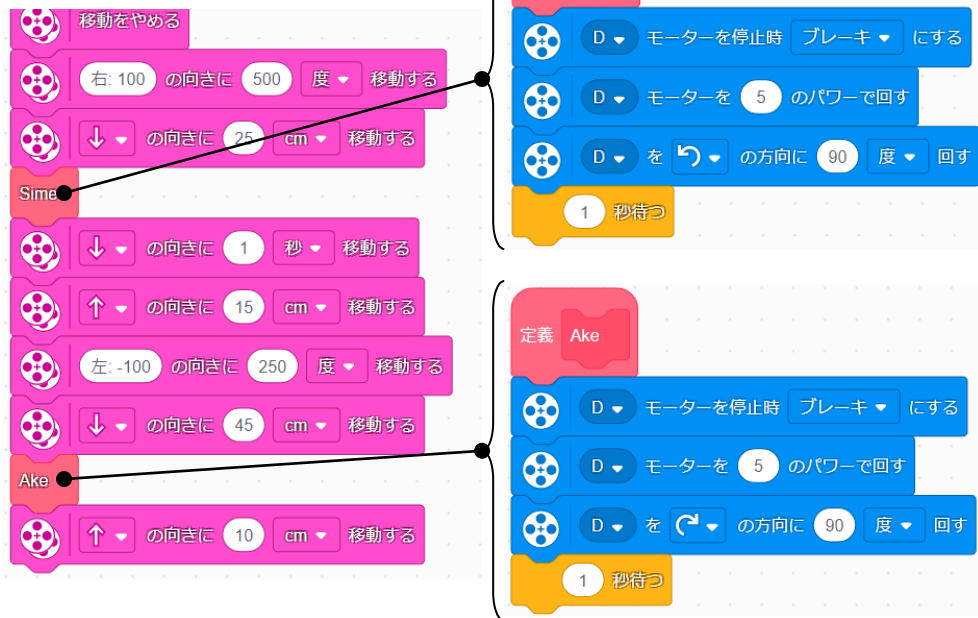 移動をやめる
右: 100 の向きに 500 度 移動する
の向きに 25 cm 移動する
Sime
の向きに 1 秒 移動する
の向きに 15 cm 移動する
左: -100 の向きに 250 度 移動する
の向きに 45 cm 移動する
Ake
の向きに 10 cm 移動する
D モーターを停止時 ブレーキ にする
D モーターを 5 のパワーで回す
D を の方向に 90 度 回す
1 秒待つ
定義 Ake
D モーターを停止時 ブレーキ にする
D モーターを 5 のパワーで回す
D を の方向に 90 度 回す
1 秒待つ